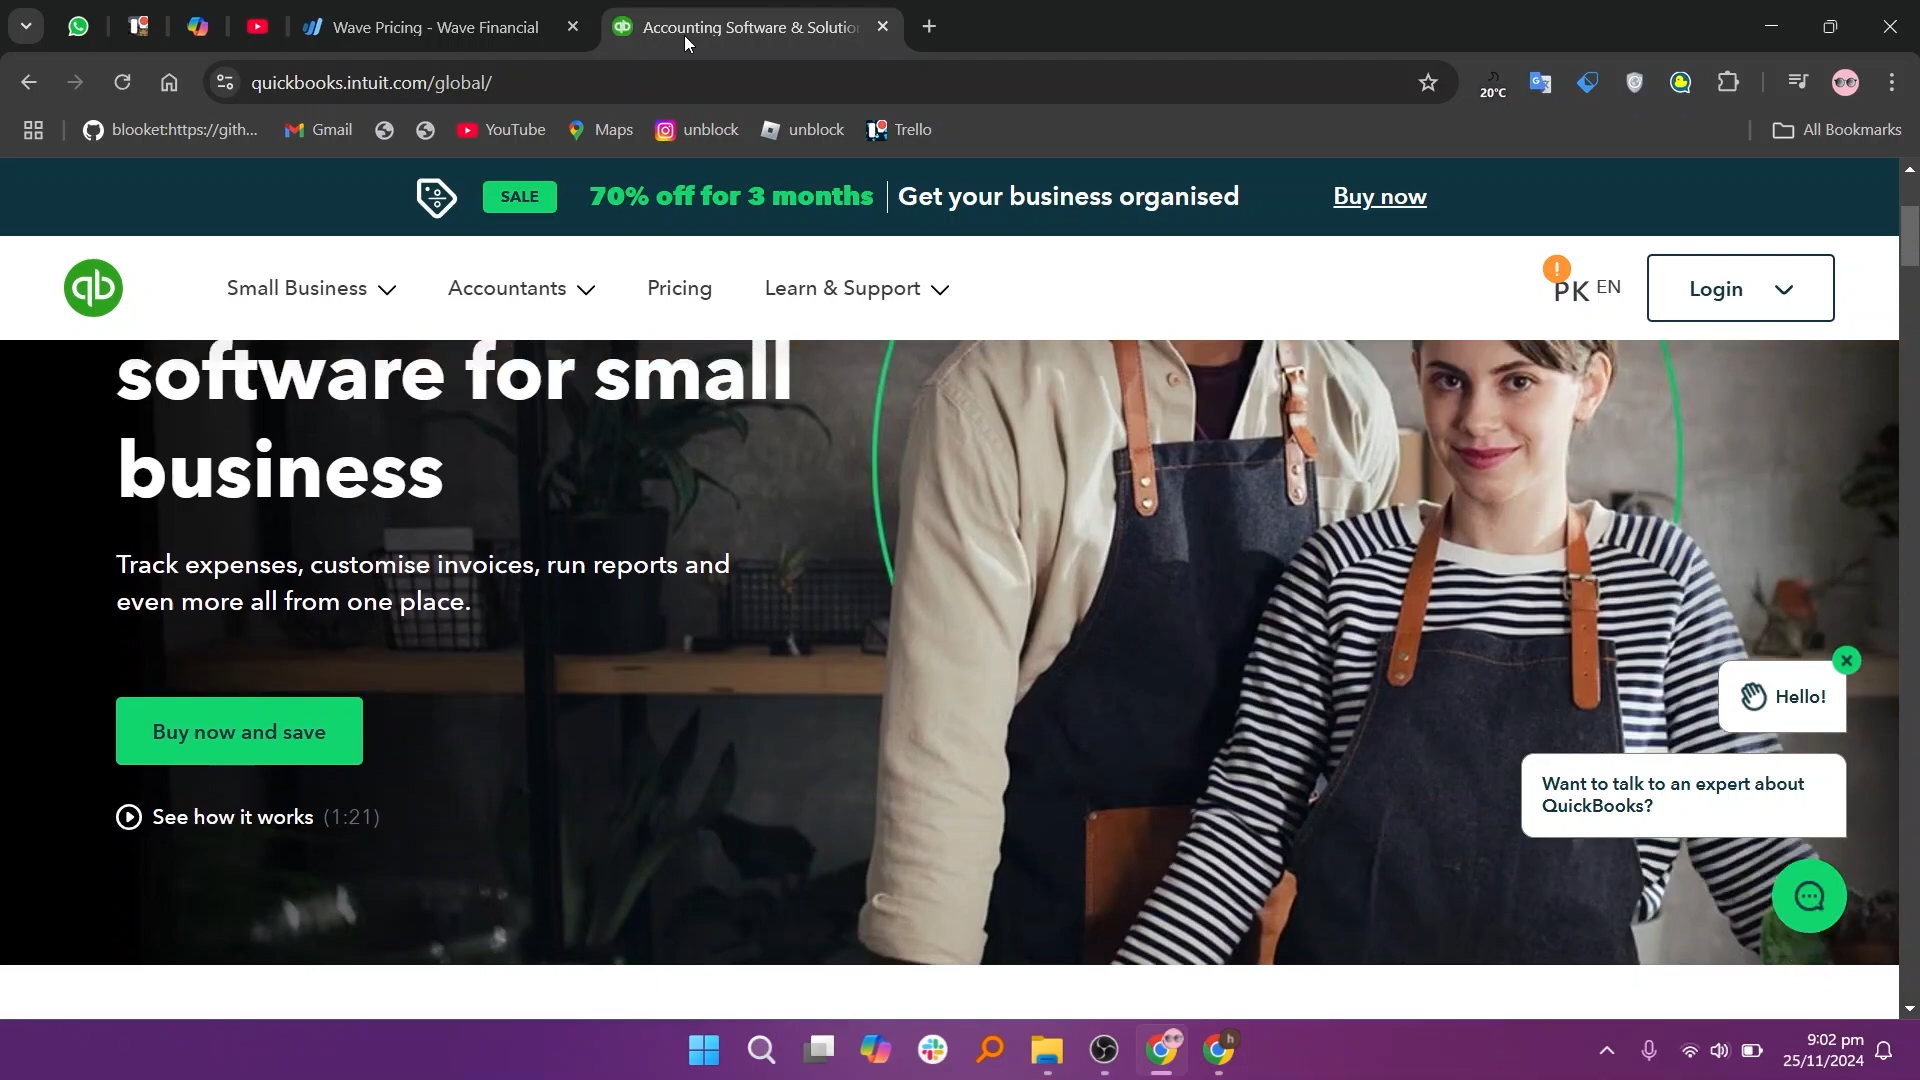 Wave Pricing - Wave Financial
Accounting Software & Solution
quickbooks.intuit.com/global/
20°C
blooket:https://gith...
Gmail
YouTube
Maps
unblock
unblock
Trello
All Bookmarks
SALE
70% off for 3 months
Get your business organised
Buy now
qb
Small Business
Accountants
Pricing
Learn & Support
PK EN
Login
software for small
business
Track expenses, customise invoices, run reports and
even more all from one place.
Buy now and save
See how it works (1:21)
Hello!
Want to talk to an expert about
QuickBooks?
9:02 pm
25/11/2024